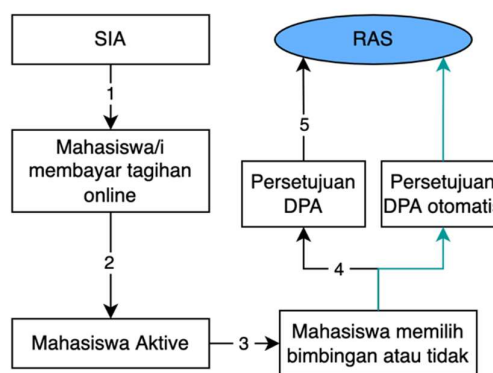 SIA
1
Mahasiswa/i
membayar tagihan
online
2
Mahasiswa Aktive
3
Mahasiswa memilih
bimbingan atau tidak
4
Persetujuan
DPA
Persetujuan
DPA otomatis
5
RAS